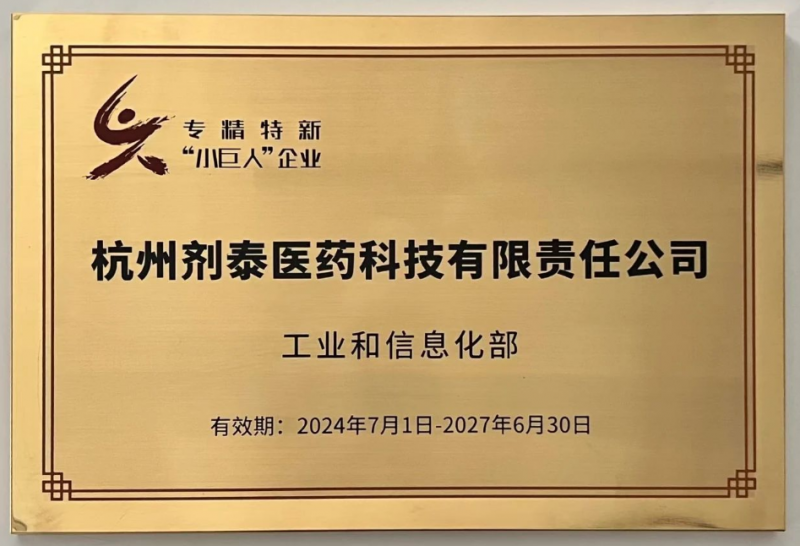 专精特新
“小巨人”企业
杭州剂泰医药科技有限责任公司
工业和信息化部
有效期：2024年7月1日-2027年6月30日